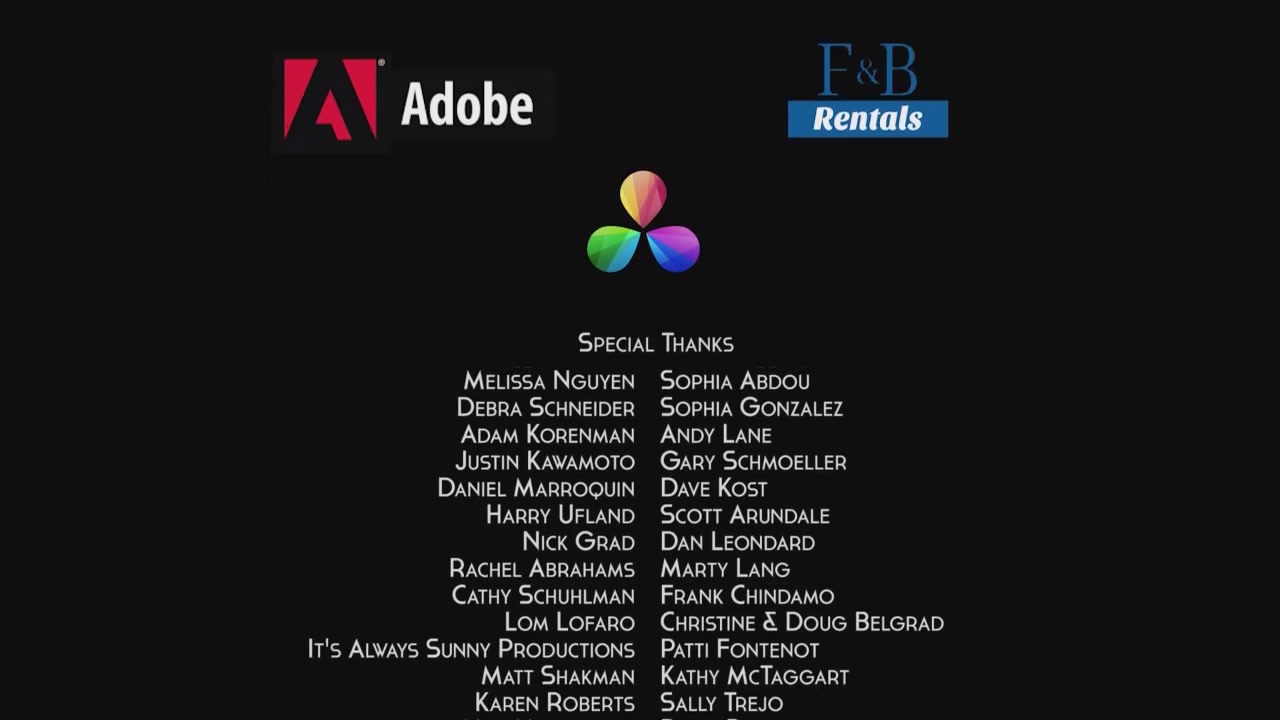 Adobe®
F&B
Rentals
Special Thanks
Melissa Nguyen Sophia Abdou
Debra Schneider Sophia Gonzalez
Adam Korenman Andy Lane
Justin Kawamoto Gary Schmoeller
Daniel Marroquin Dave Kost
Harry Ufland Scott Arundale
Nick Grad Dan Leondard
Rachel Abrahams Marty Lang
Cathy Schuhlman Frank Chindamo
Lom Lofaro Christine & Doug Belgrad
It's Always Sunny Productions Patti Fontenot
Matt Shakman Kathy McTaggart
Karen Roberts Sally Trejo